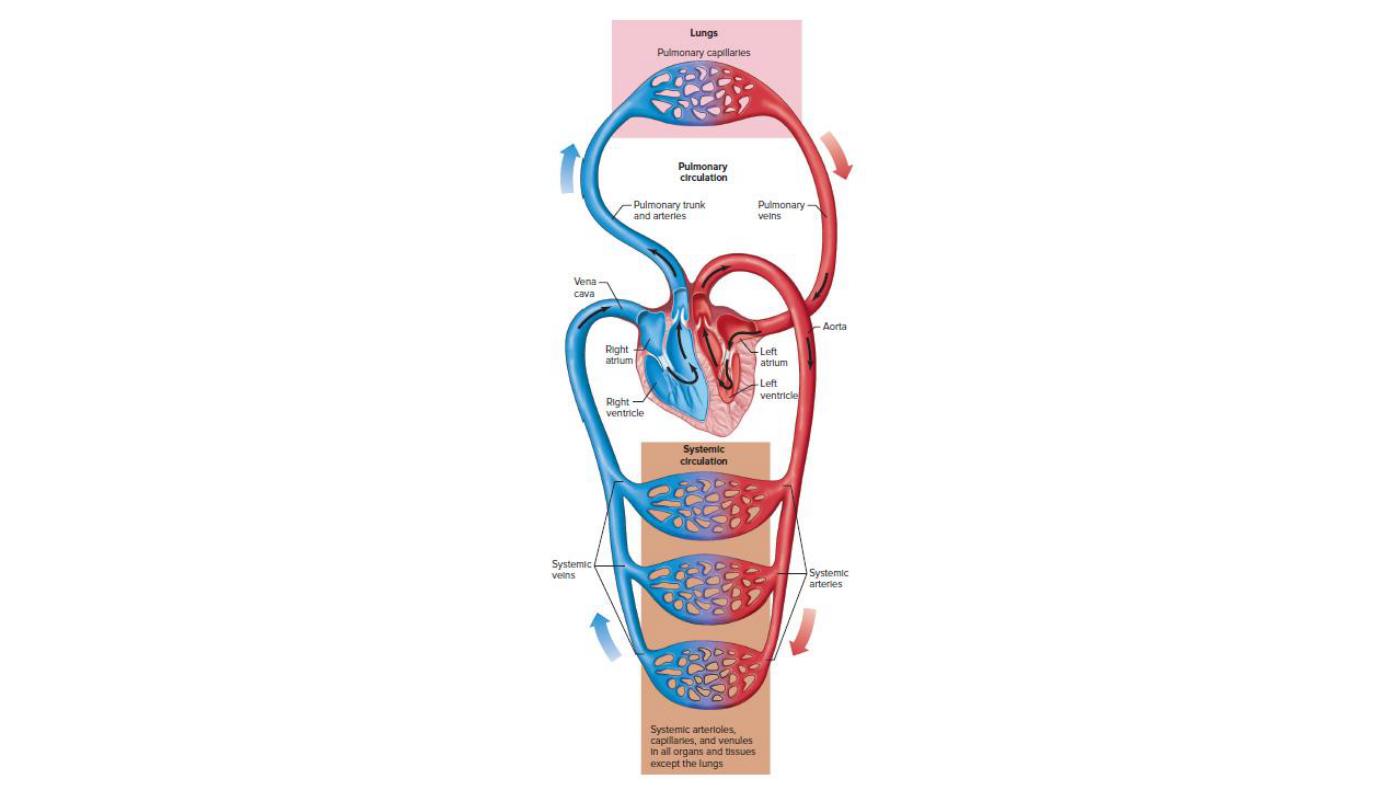 Lungs
Pulmonary capillaries
Pulmonary
circulation
Pulmonary trunk
and arteries
Pulmonary
veins
Vena
cava
Aorta
Right
atrium
Left
atrium
Left
ventricle
Right
ventricle
Systemic
circulation
Systemic
veins
Systemic
arteries
Systemic arterioles,
capillaries, and venules
in all organs and tissues
except the lungs